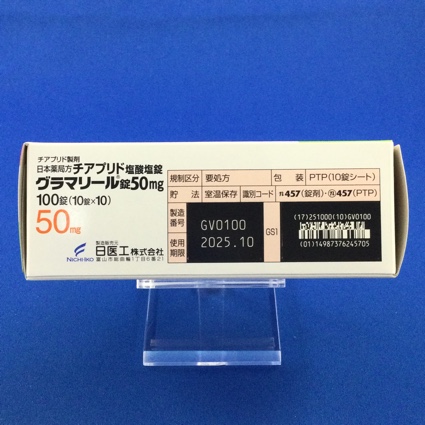 チアプリド製剤
日本薬局方 チアプリド塩酸塩錠
グラマリール®錠50mg
100錠(10錠×10)
50mg
製造販売元
NICHI-IKO 日医工株式会社
富山市総曲輪1丁目6番21
規制区分 要処方 包装 PTP(10錠シート)
貯法 室温保存 識別コード 457(錠剤)・457(PTP)
製造番号 GV0100
使用期限 2025.10
GS1
(17)251000(10)GV0100
(01)14987376245705